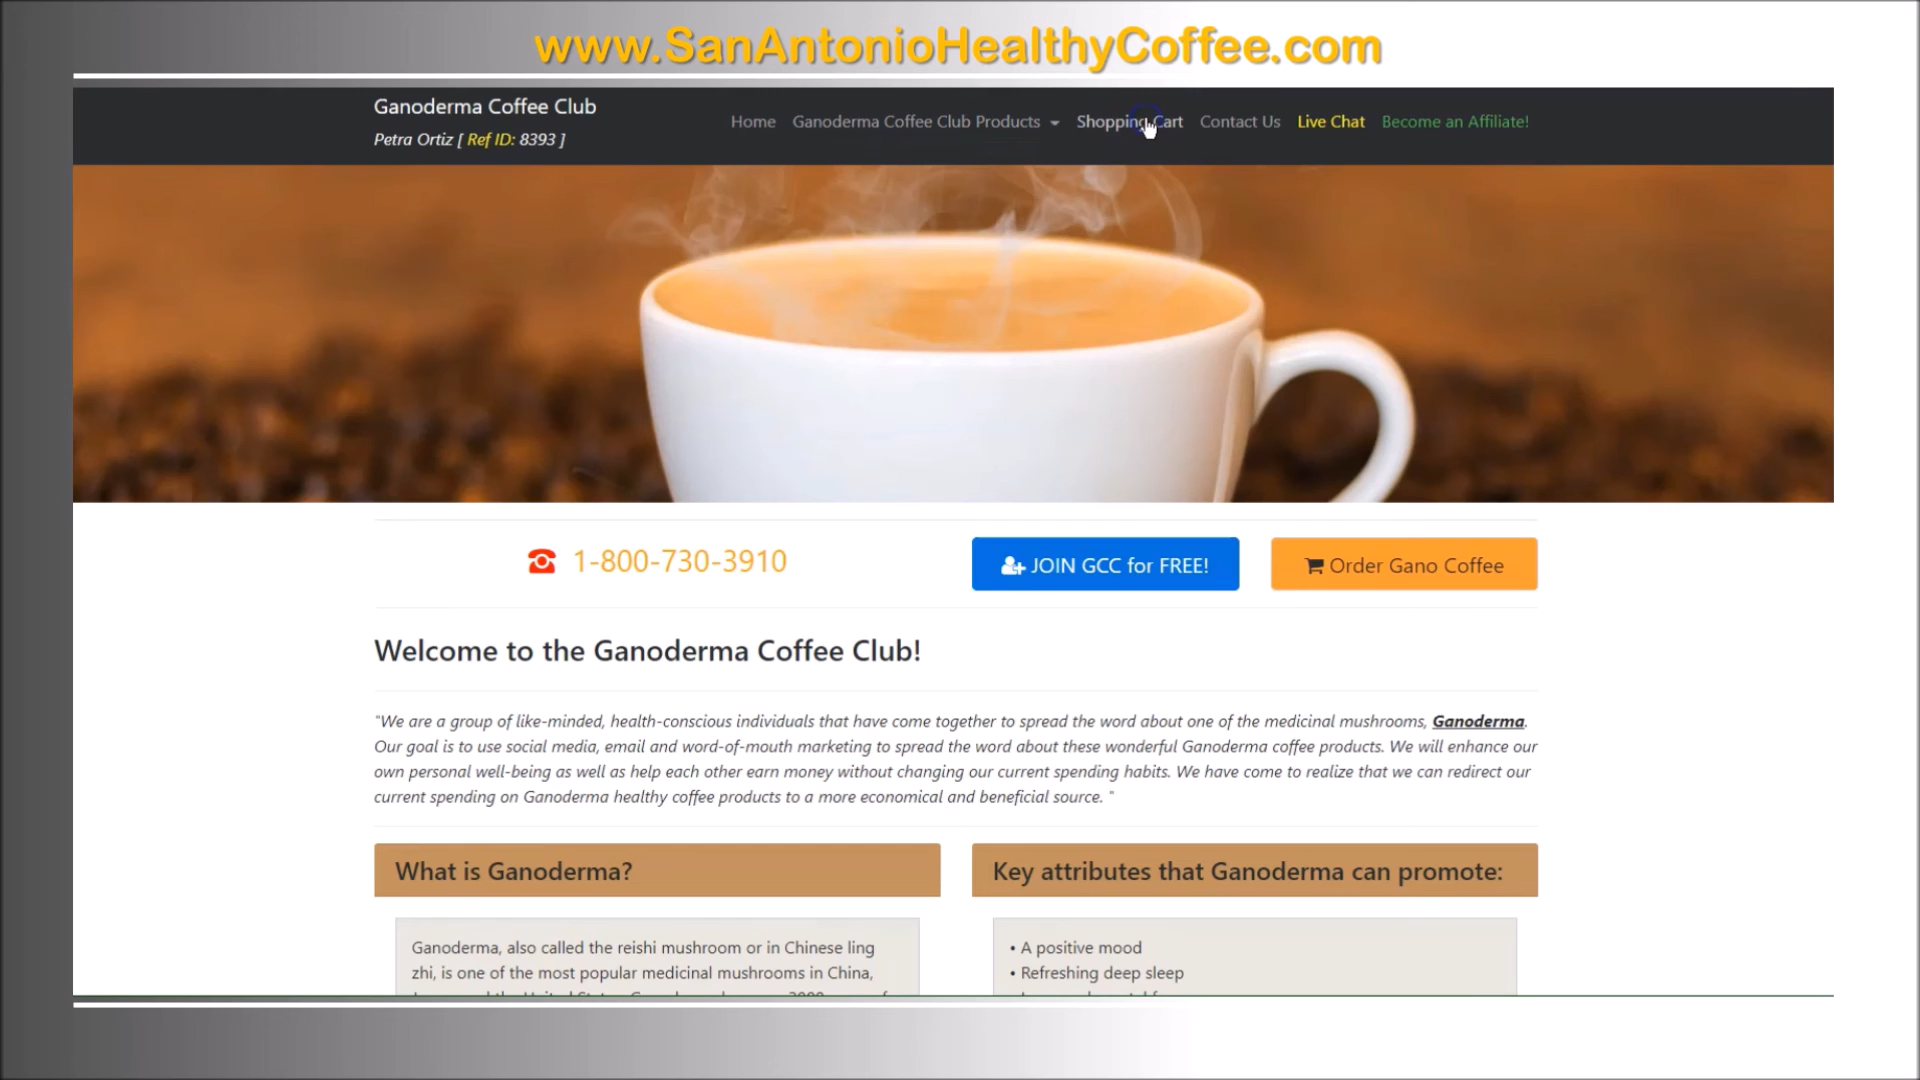 www.SanAntonioHealthyCoffee.com
Ganoderma Coffee Club
Petra Ortiz [ Ref ID: 8393 ]
Home Ganoderma Coffee Club Products Shopping Cart Contact Us Live Chat Become an Affiliate!
1-800-730-3910
JOIN GCC for FREE!
Order Gano Coffee
Welcome to the Ganoderma Coffee Club!
"We are a group of like-minded, health-conscious individuals that have come together to spread the word about one of the medicinal mushrooms, Ganoderma.
Our goal is to use social media, email and word-of-mouth marketing to spread the word about these wonderful Ganoderma coffee products. We will enhance our
own personal well-being as well as help each other earn money without changing our current spending habits. We have come to realize that we can redirect our
current spending on Ganoderma healthy coffee products to a more economical and beneficial source. "
What is Ganoderma?
Ganoderma, also called the reishi mushroom or in Chinese ling
zhi, is one of the most popular medicinal mushrooms in China,
Key attributes that Ganoderma can promote:
• A positive mood
• Refreshing deep sleep